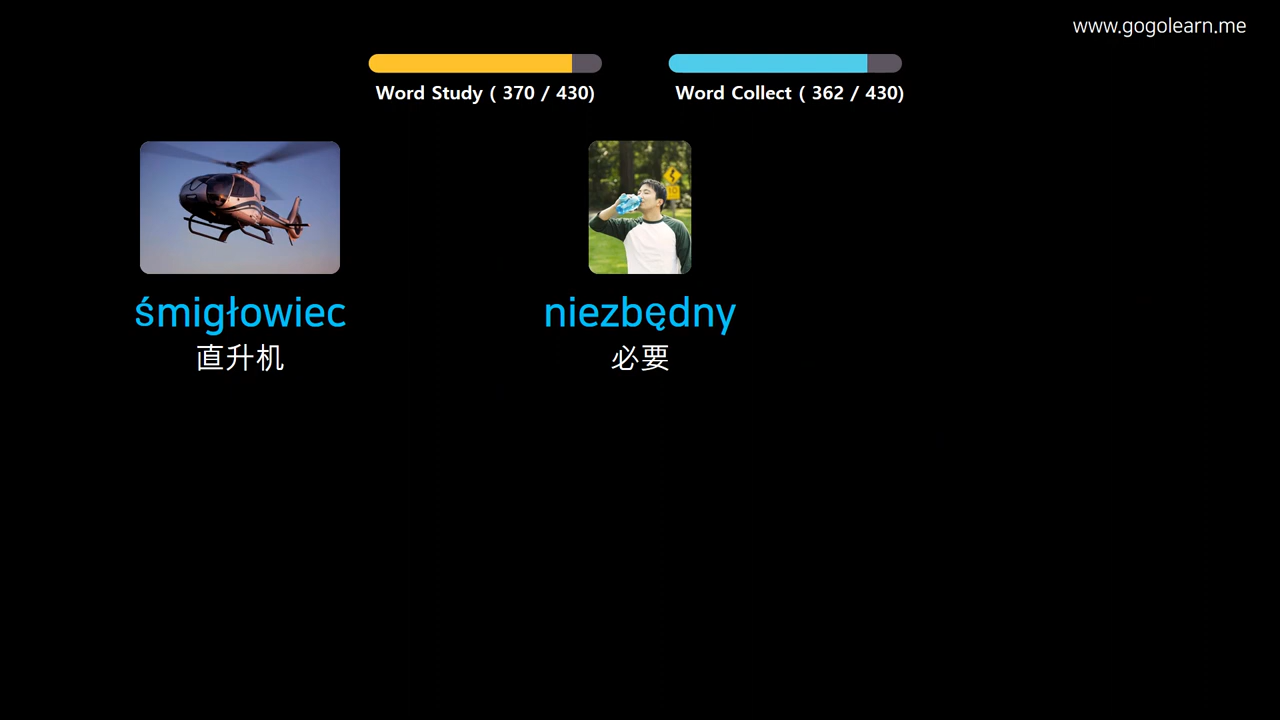 www.gogolearn.me
Word Study ( 370 / 430)
Word Collect ( 362 / 430)
śmigłowiec
直升机
niezbędny
必要